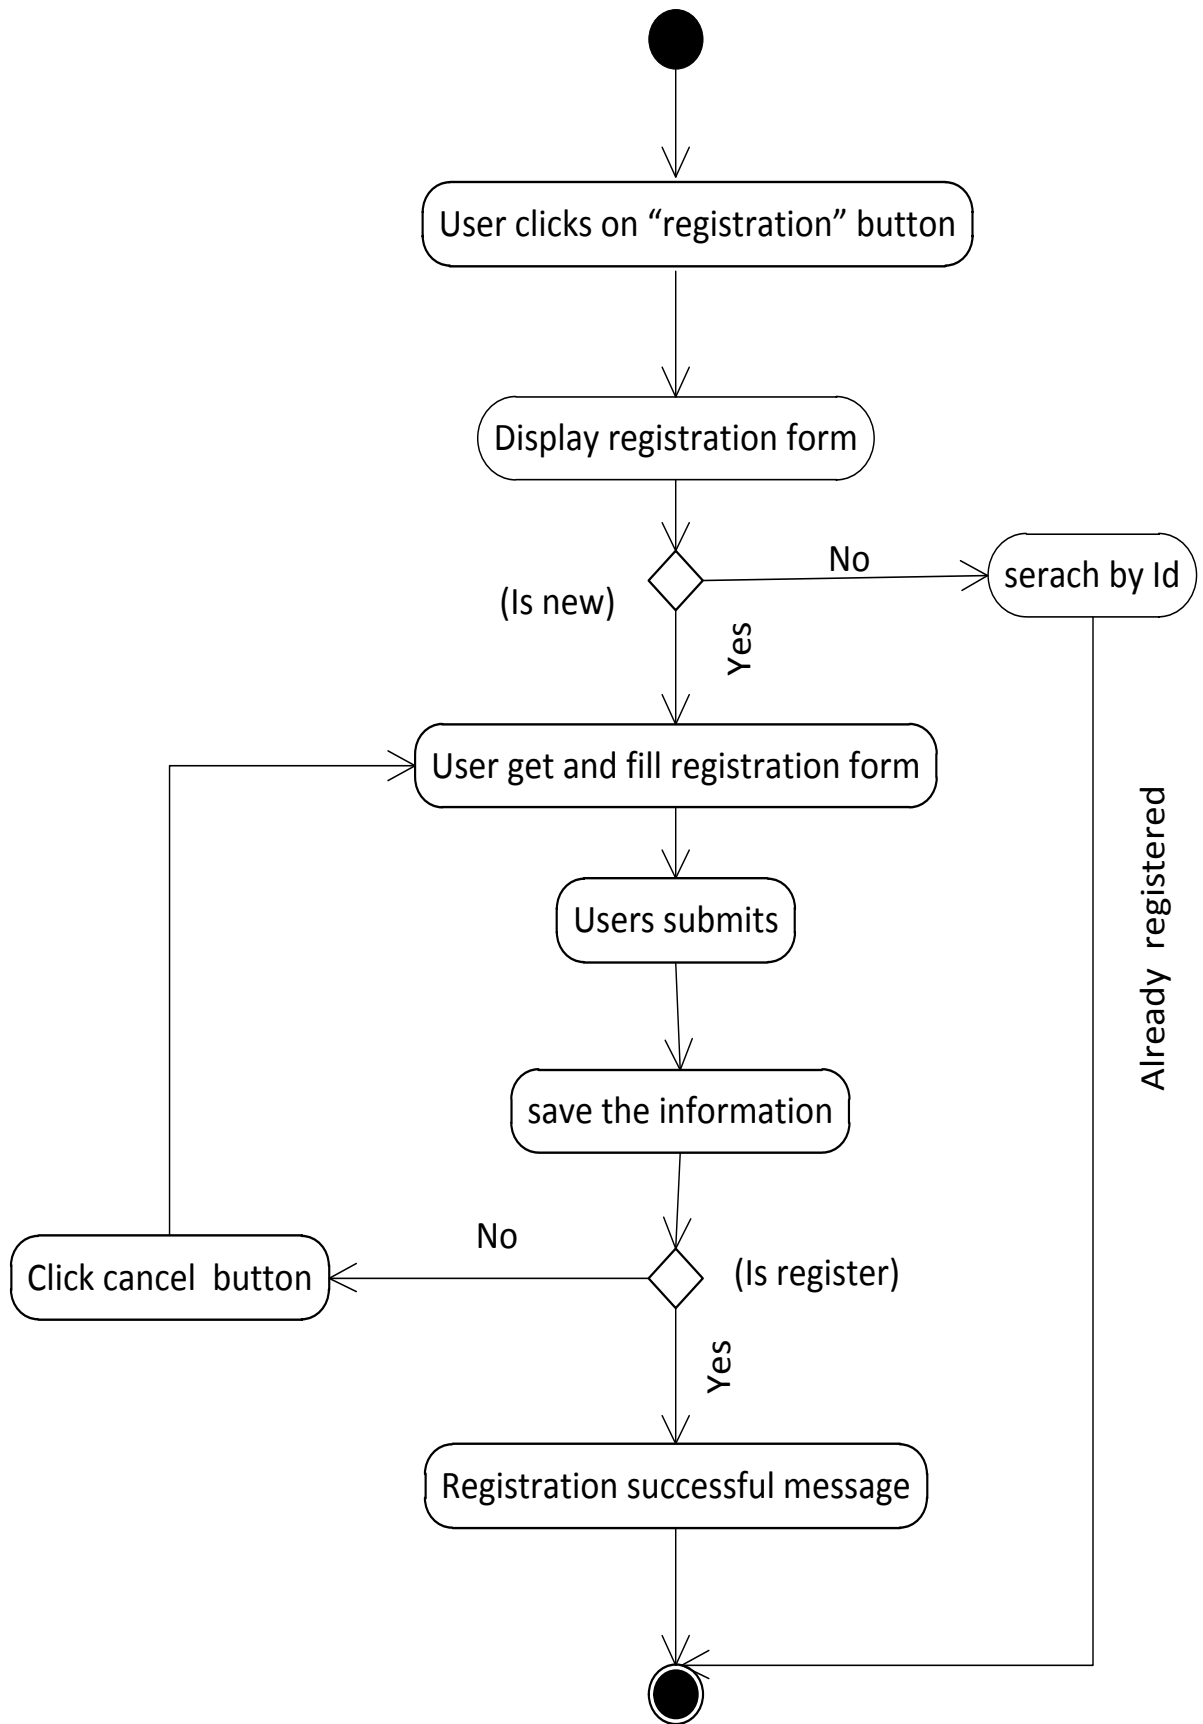 User clicks on “registration” button
Display registration form
No
serach by Id
(Is new)
Yes
User get and fill registration form
Already registered
Users submits
save the information
No
(Is register)
Click cancel button
Yes
Registration successful message